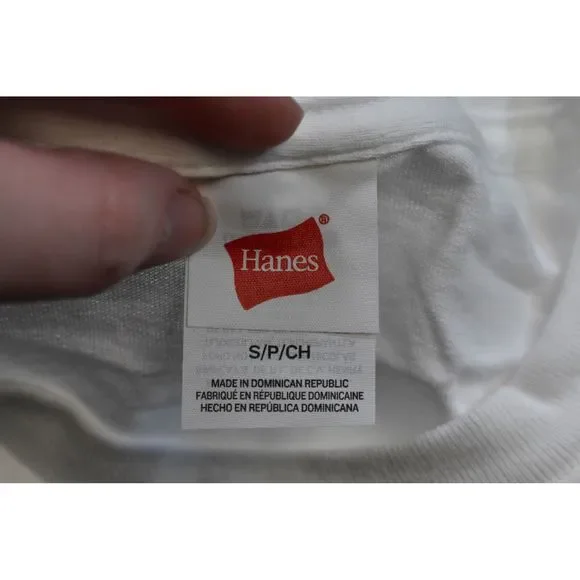 Hanes®
S/P/CH
MADE IN DOMINICAN REPUBLIC
FABRIQUÉ EN RÉPUBLIQUE DOMINICAINE
HECHO EN REPÚBLICA DOMINICANA